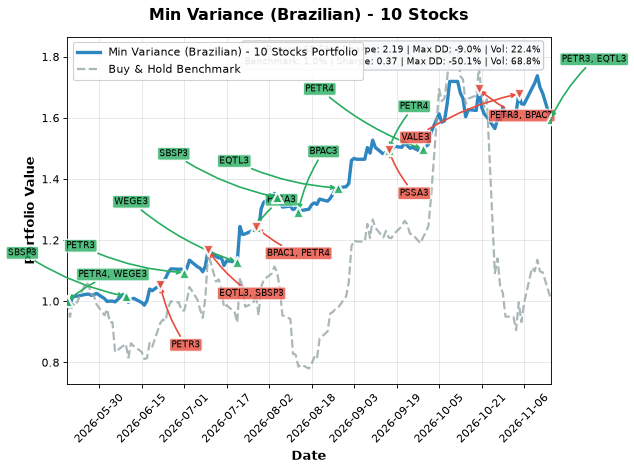 Min Variance (Brazilian) - 10 Stocks
Min Variance (Brazilian) - 10 Stocks Portfolio
Buy & Hold Benchmark
2.19 | Max DD: -9.0% | Vol: 22.4%
Sharpe: 0.37 | Max DD: -50.1% | Vol: 68.8%
PETR3, EQTL3
PETR4
PETR4
PETR3, BPAC
VALE3
SBSP3
EQTL3
BPAC3
PSSA3
WEGE3
PETR3
SBSP3
BPAC1, PETR4
PETR4, WEGE3
EQTL3, SBSP3
PETR3
Portfolio Value
1.8
1.6
1.4
1.2
1.0
0.8
2026-05-30
2026-06-15
2026-07-01
2026-07-17
2026-08-02
2026-08-18
2026-09-03
2026-09-19
2026-10-05
2026-10-21
2026-11-06
Date